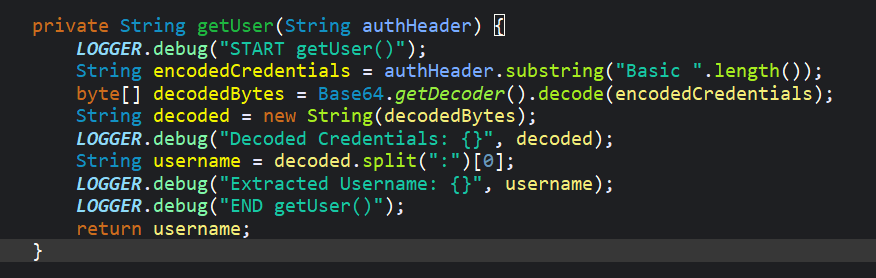 private String getUser(String authHeader) {
LOGGER.debug("START getUser()");
String encodedCredentials = authHeader.substring("Basic ".length());
byte[] decodedBytes = Base64.getDecoder().decode(encodedCredentials);
String decoded = new String(decodedBytes);
LOGGER.debug("Decoded Credentials: {}", decoded);
String username = decoded.split(":")[0];
LOGGER.debug("Extracted Username: {}", username);
LOGGER.debug("END getUser()");
return username;
}